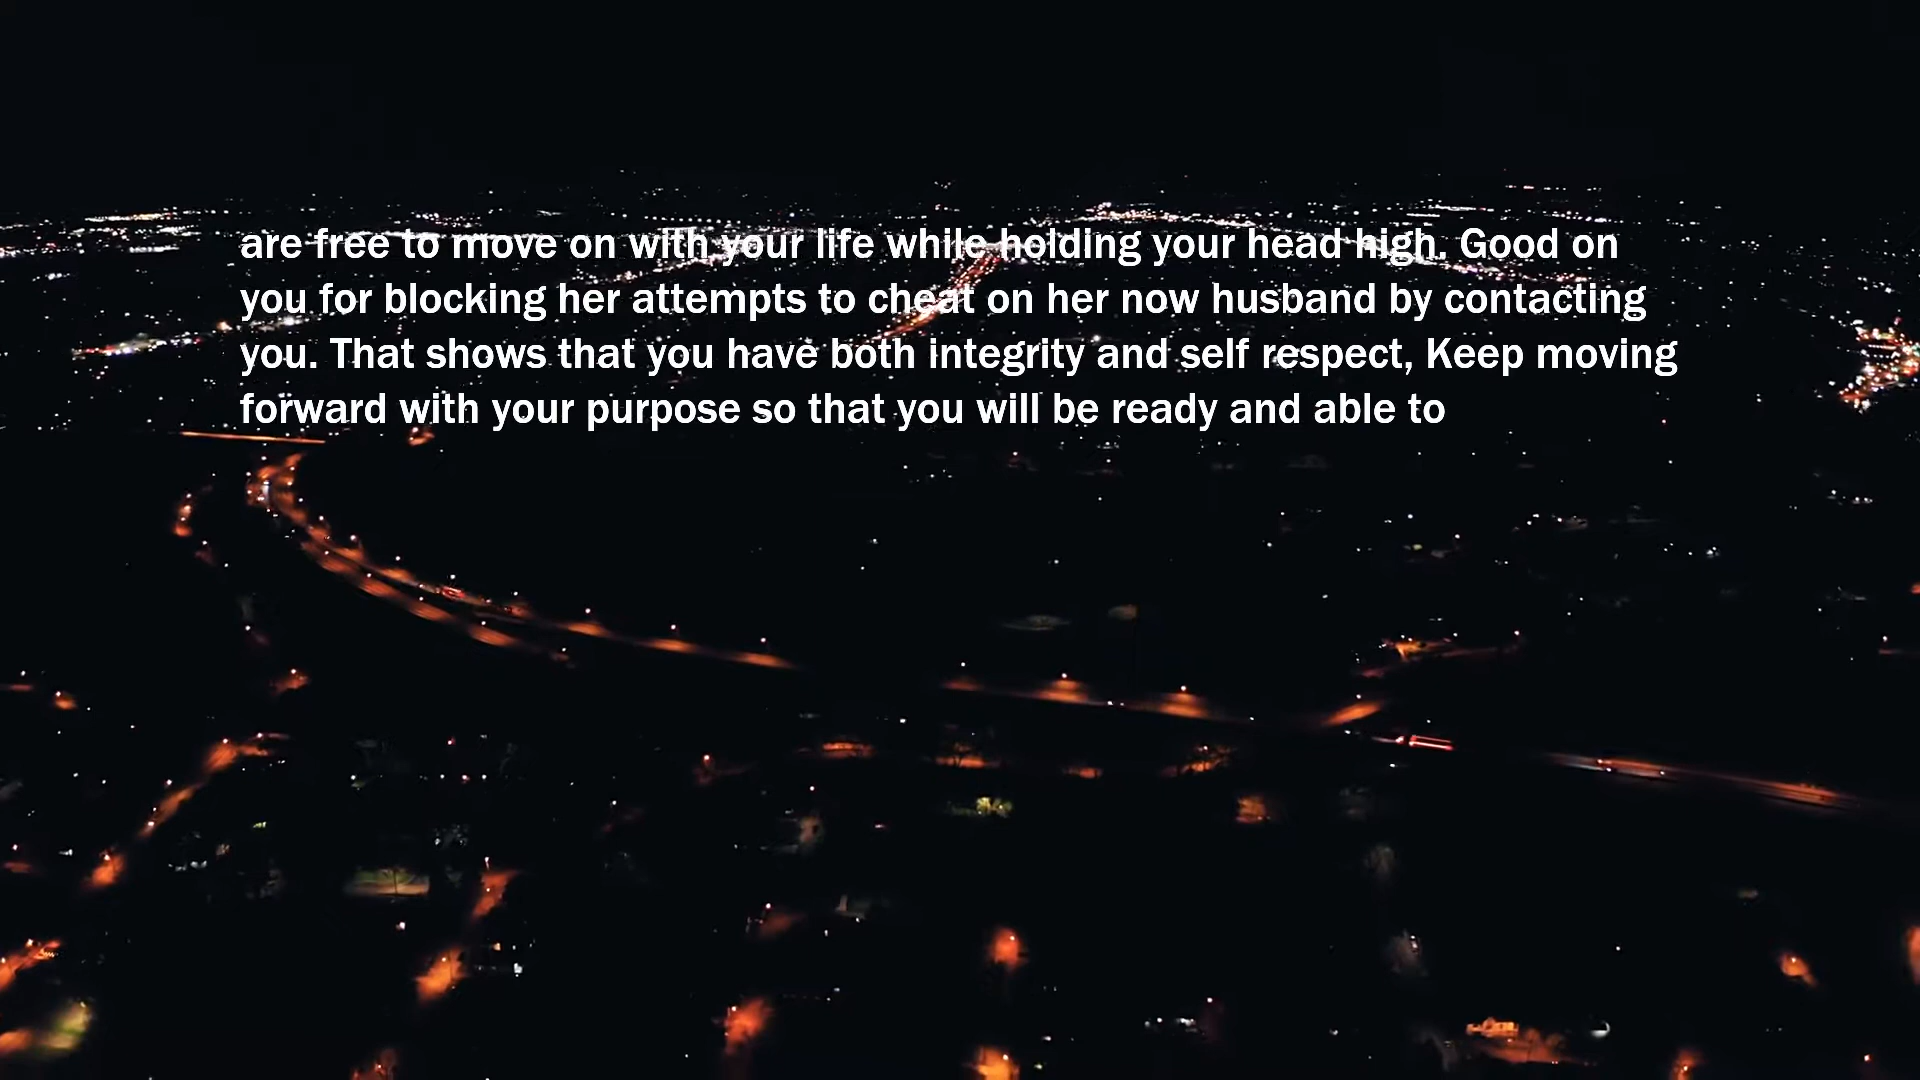 are free to move on with your life while holding your head high. Good on
you for blocking her attempts to cheat on her now husband by contacting
you. That shows that you have both integrity and self respect, Keep moving
forward with your purpose so that you will be ready and able to